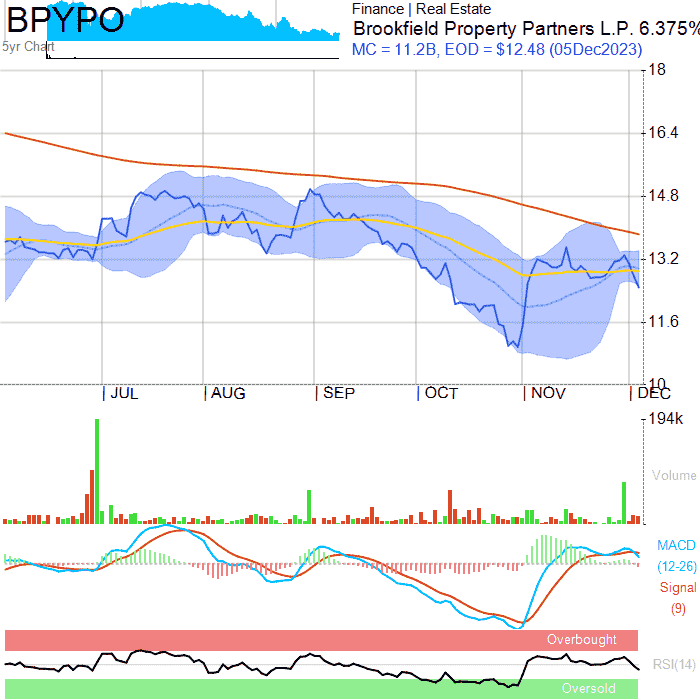 BPYPO
5yr Chart
Finance | Real Estate
Brookfield Property Partners L.P. 6.375%
MC = 11.2B, EOD = $12.48 (05Dec2023)
18
16.4
14.8
13.2
11.6
10
JUL AUG SEP OCT NOV DEC
194k
Volume
MACD
(12-26)
Signal
(9)
Overbought
RSI(14)
Oversold